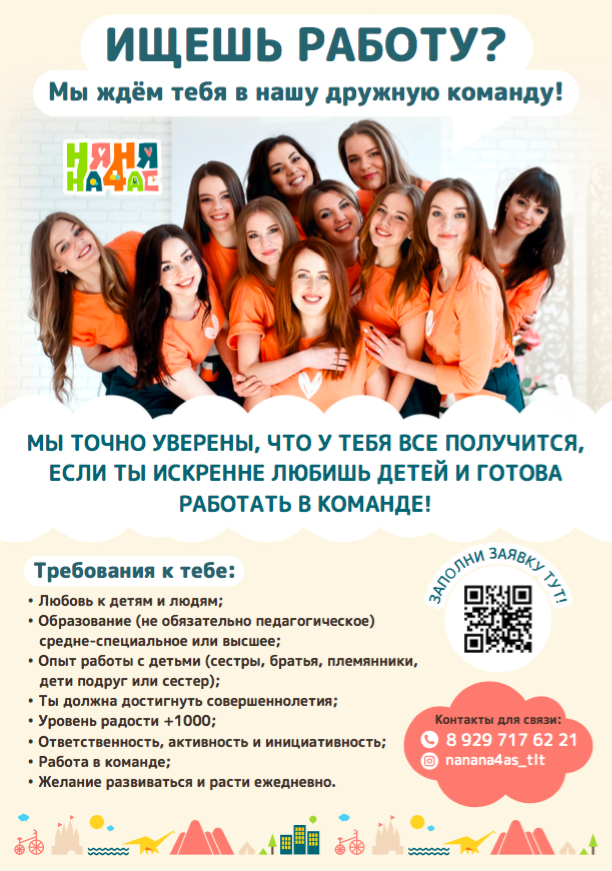 ИЩЕШЬ РАБОТУ?
Мы ждём тебя в нашу дружную команду!
НЯНЯ
НА4АС
МЫ ТОЧНО УВЕРЕНЫ, ЧТО У ТЕБЯ ВСЕ ПОЛУЧИТСЯ,
ЕСЛИ ТЫ ИСКРЕННЕ ЛЮБИШЬ ДЕТЕЙ И ГОТОВА
РАБОТАТЬ В КОМАНДЕ!
Требования к тебе:
• Любовь к детям и людям;
• Образование (не обязательно педагогическое)
средне-специальное или высшее;
• Опыт работы с детьми (сестры, братья, племянники,
дети подруг или сестер);
• Ты должна достигнуть совершеннолетия;
• Уровень радости +1000;
• Ответственность, активность и инициативность;
• Работа в команде;
• Желание развиваться и расти ежедневно.
ЗАПОЛНИ ЗАЯВКУ ТУТ!
Контакты для связи:
8 929 717 62 21
nanana4as_tlt